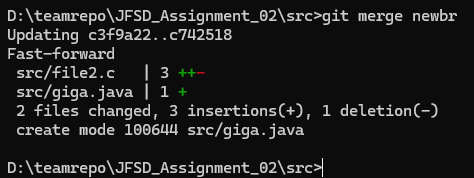 D:\teamrepo\JFSD_Assignment_02\src>git merge newbr
Updating c3f9a22..c742518
Fast-forward
 src/file2.c   | 3 ++-
 src/giga.java | 1 +
 2 files changed, 3 insertions(+), 1 deletion(-)
 create mode 100644 src/giga.java
D:\teamrepo\JFSD_Assignment_02\src>